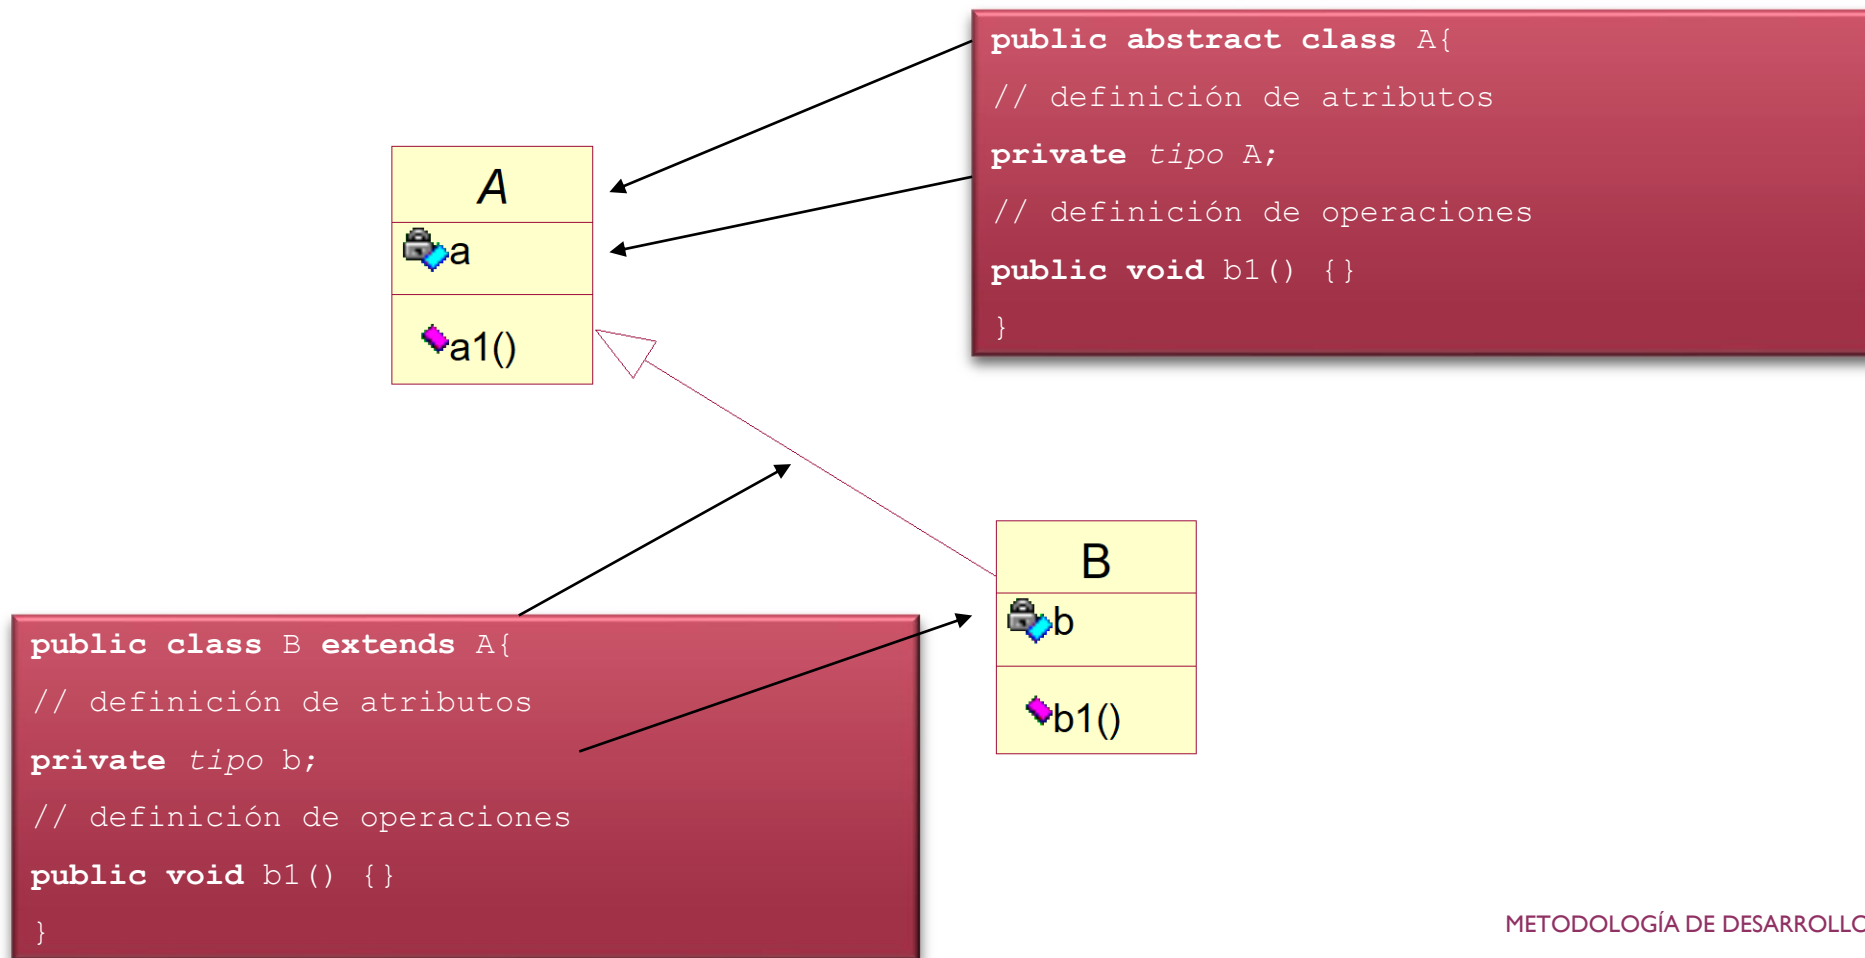 public abstract class A{
// definición de atributos
private tipo A;
// definición de operaciones
public void b1() {}
}
A
a
a1()
B
b
b1()
public class B extends A{
// definición de atributos
private tipo b;
// definición de operaciones
public void b1() {}
}
METODOLOGÍA DE DESARROLLO